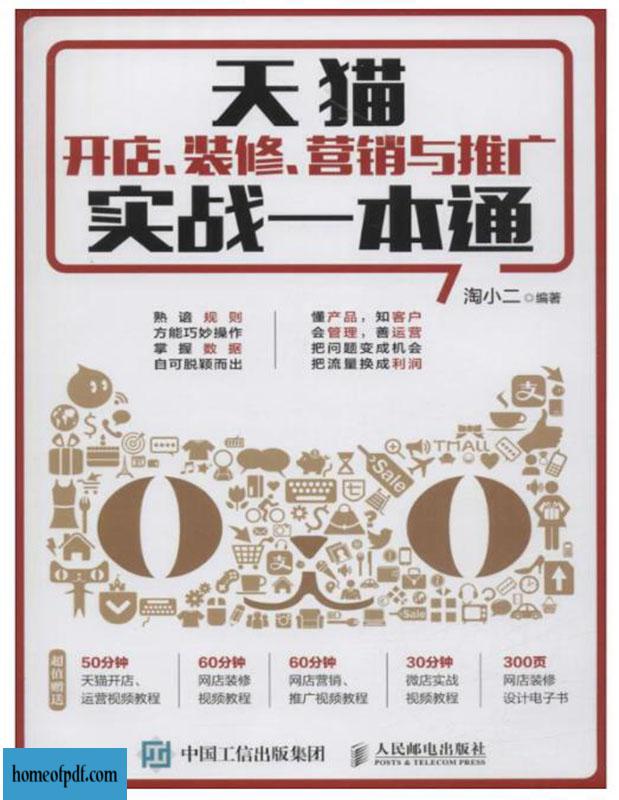 天猫
开店、装修、营销与推广
实战一本通
淘小二 ◎编著
熟谙规则
方能巧妙操作
掌握数据
自可脱颖而出
懂产品，知客户
会管理，善运营
把问题变成机会
把流量换成利润
支
TMALL
Sale
支
Sale
超值赠送
50分钟
天猫开店、
运营视频教程
60分钟
网店装修
视频教程
60分钟
网店营销、
推广视频教程
30分钟
微店实战
视频教程
300页
网店装修
设计电子书
中国工信出版集团
人民邮电出版社
POSTS & TELECOM PRESS
homeofpdf.com